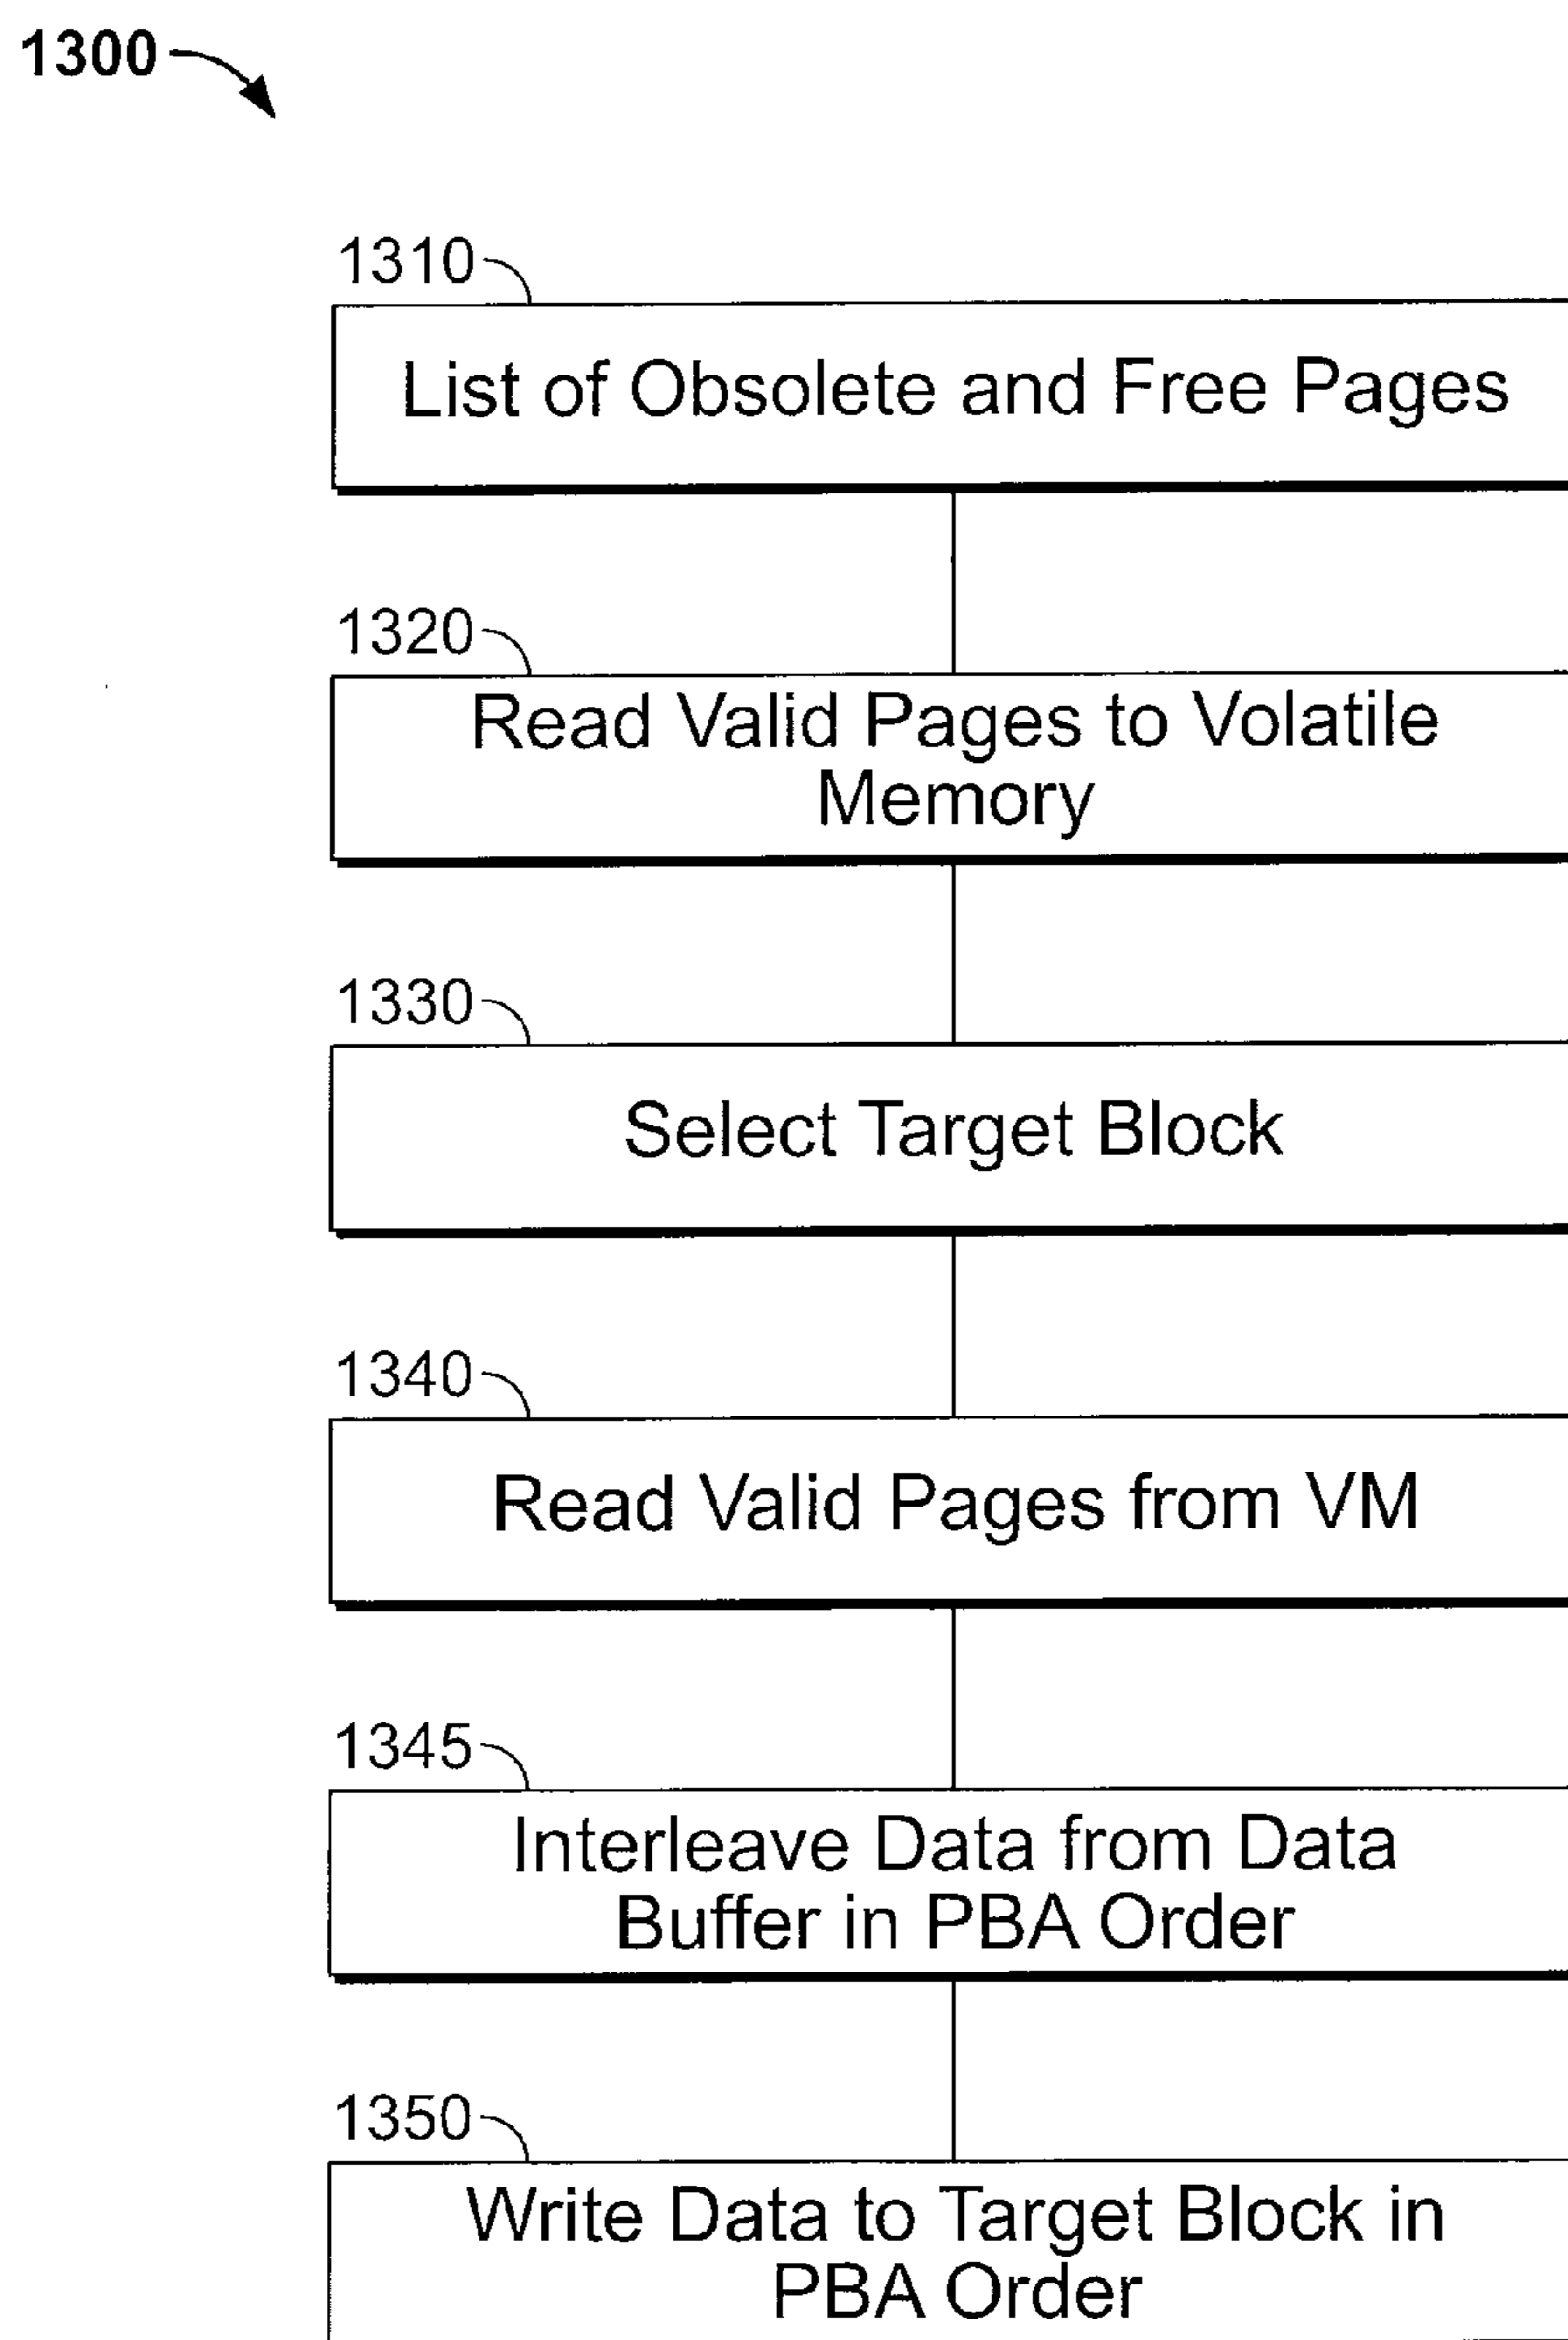 1300
1310
List of Obsolete and Free Pages
1320
Read Valid Pages to Volatile
Memory
1330
Select Target Block
1340
Read Valid Pages from VM
1345
Interleave Data from Data
Buffer in PBA Order
1350
Write Data to Target Block in
PBA Order